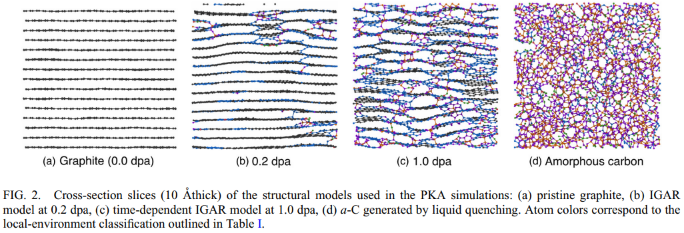 (a) Graphite (0.0 dpa)
(b) 0.2 dpa
(c) 1.0 dpa
(d) Amorphous carbon
FIG. 2. Cross-section slices (10 Åthick) of the structural models used in the PKA simulations: (a) pristine graphite, (b) IGAR
model at 0.2 dpa, (c) time-dependent IGAR model at 1.0 dpa, (d) a-C generated by liquid quenching. Atom colors correspond to the
local-environment classification outlined in Table I.